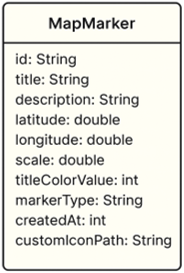 MapMarker
id: String
title: String
description: String
latitude: double
longitude: double
scale: double
titleColorValue: int
markerType: String
createdAt: int
customIconPath: String